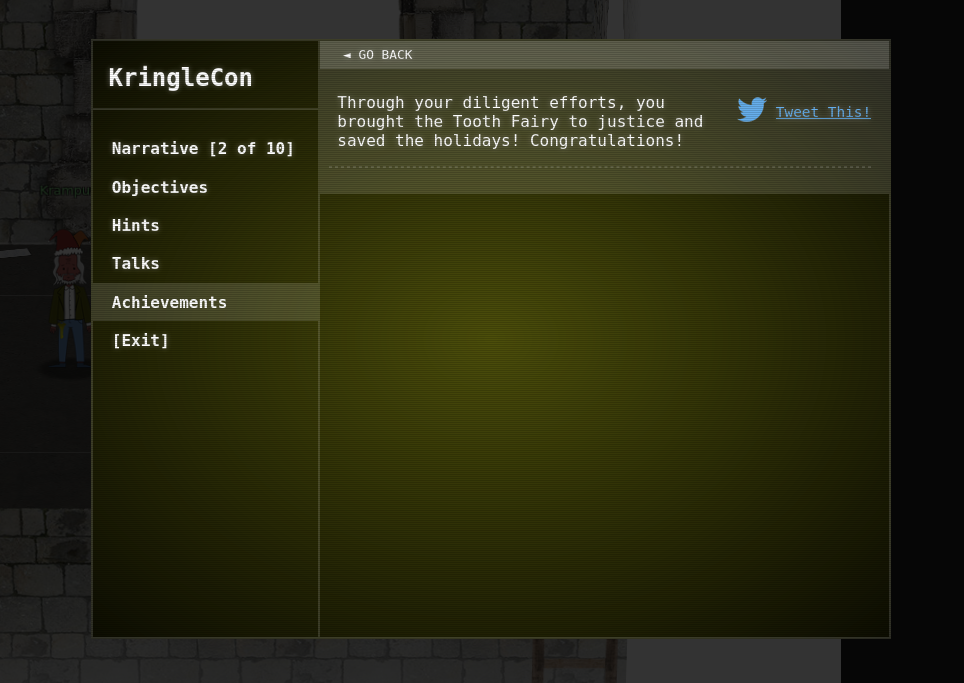 KringleCon
Narrative [2 of 10]
Objectives
Hints
Talks
Achievements
[Exit]
◄ GO BACK
Through your diligent efforts, you
brought the Tooth Fairy to justice and
saved the holidays! Congratulations!
Tweet This!
Krampu